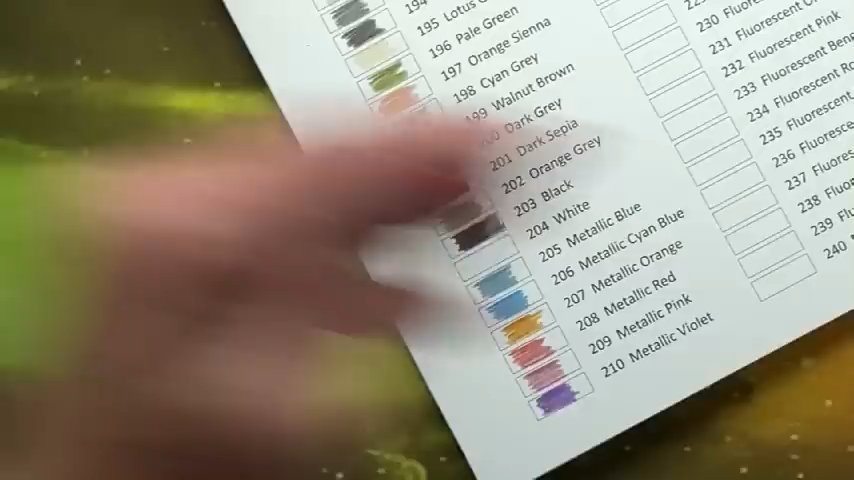 194
195 Lotus
196 Pale Green
197 Orange Sienna
198 Cyan Grey
199 Walnut Brown
Dark Grey
201 Dark Sepia
202 Orange Grey
203 Black
204 White
205 Metallic Blue
206 Metallic Cyan Blue
207 Metallic Orange
208 Metallic Red
209 Metallic Pink
210 Metallic Violet
230
231 Fluorescent
232 Fluorescent Pink
233 Fluorescent
234 Fluorescent
235 Fluorescent
236
237
238
239
240